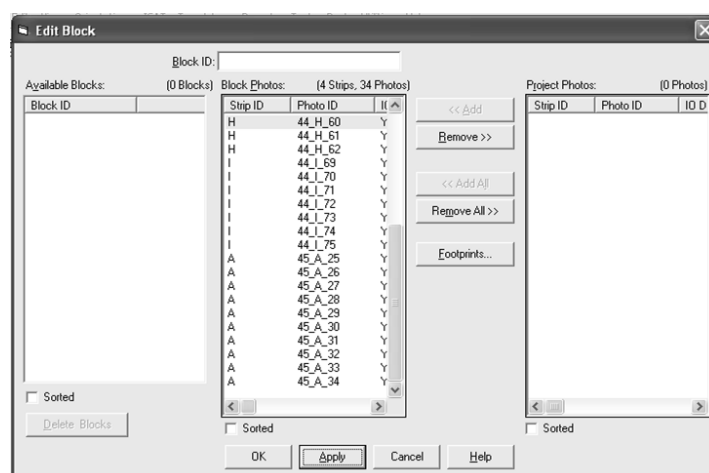 Edit Block
Block ID:
Available Blocks: (0 Blocks) Block Photos: (4 Strips, 34 Photos) Project Photos: (0 Photos)
Block ID Strip ID Photo ID Strip ID Photo ID IO D
H 44_H_60 Y
H 44_H_61 Y
H 44_H_62 Y
I 44_I_69 Y
I 44_I_70 Y
I 44_I_71 Y
I 44_I_72 Y
I 44_I_73 Y
I 44_I_74 Y
I 44_I_75 Y
A 45_A_25 Y
A 45_A_26 Y
A 45_A_27 Y
A 45_A_28 Y
A 45_A_29 Y
A 45_A_30 Y
A 45_A_31 Y
A 45_A_32 Y
A 45_A_33 Y
A 45_A_34 Y
<< Add
Remove >>
<< Add All
Remove All >>
Footprints...
Sorted
Delete Blocks
Sorted
Sorted
OK Apply Cancel Help